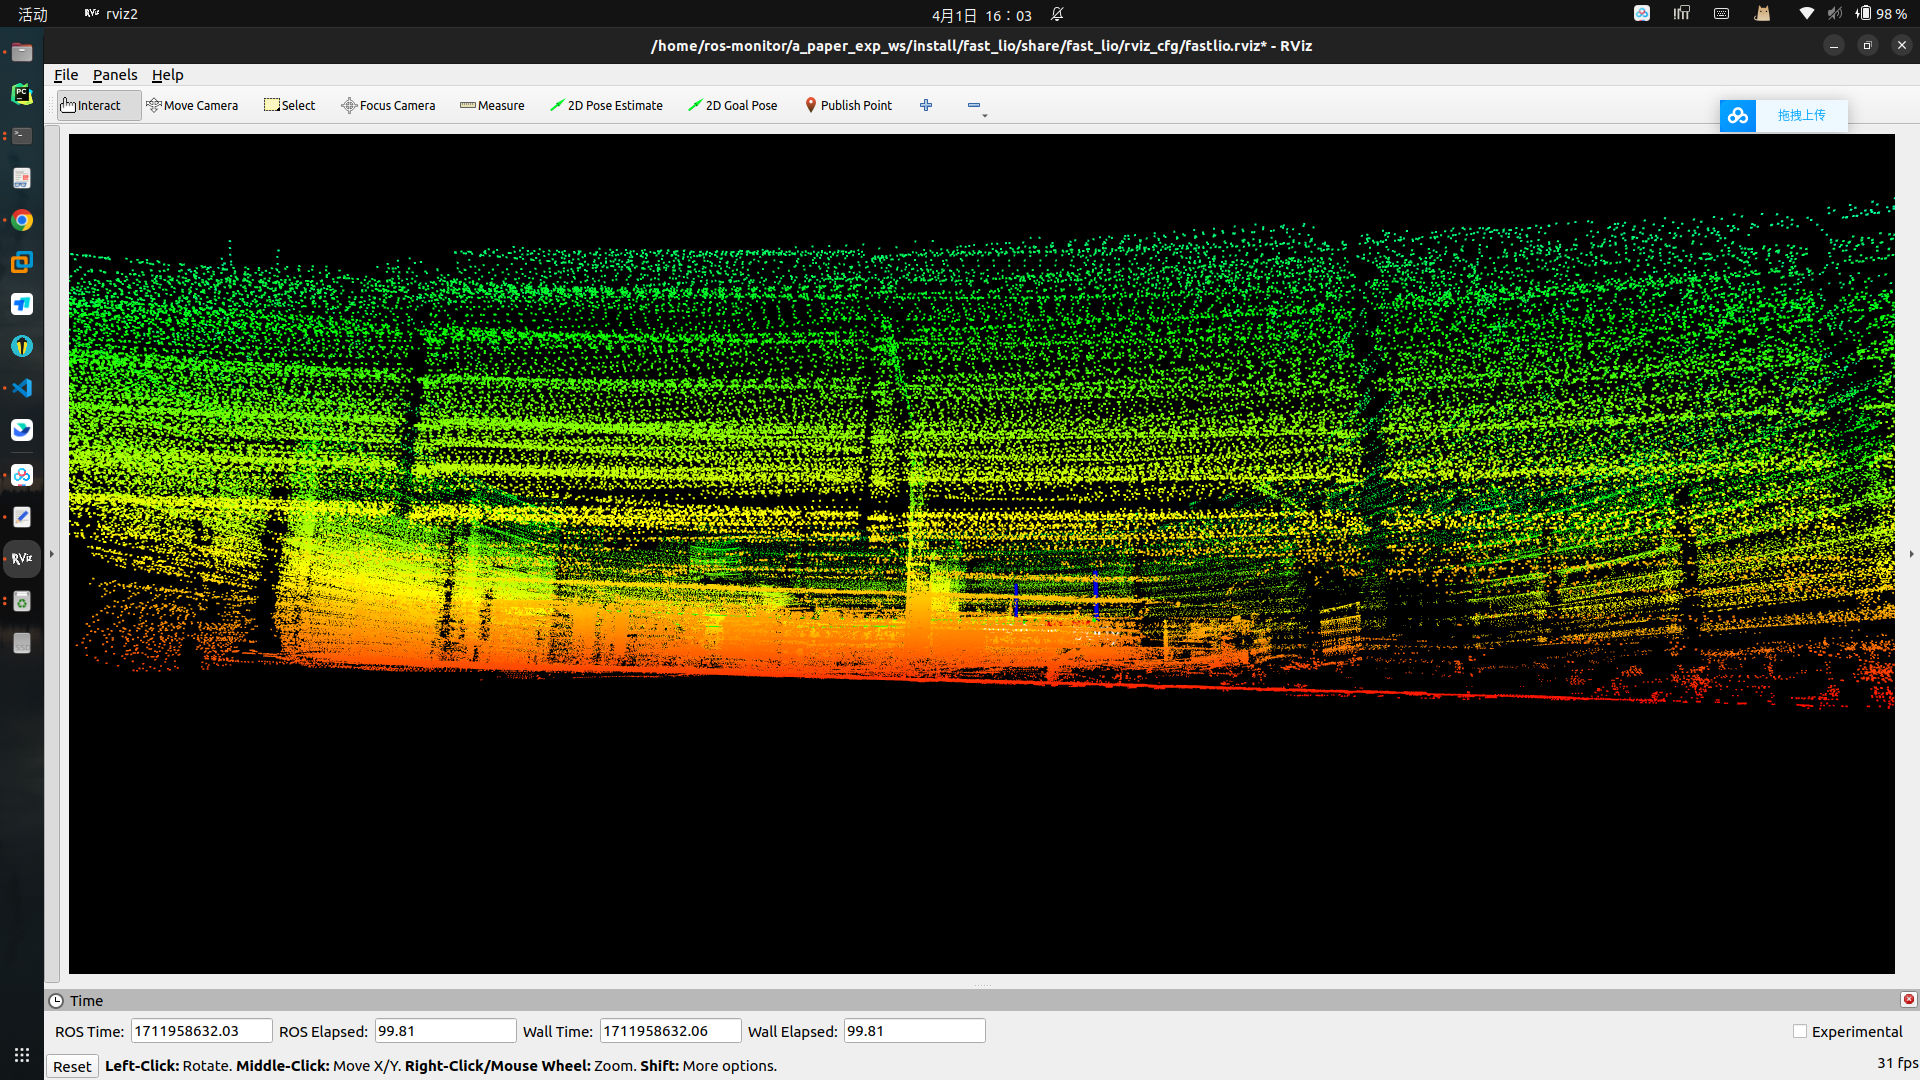 活动 RViz rviz2 4月1日 16：03 98 %
/home/ros-monitor/a_paper_exp_ws/install/fast_lio/share/fast_lio/rviz_cfg/fastlio.rviz* - RViz
File Panels Help
Interact Move Camera Select Focus Camera Measure 2D Pose Estimate 2D Goal Pose Publish Point
拖拽上传
PC
RViz
SSD
Time
ROS Time: 1711958632.03 ROS Elapsed: 99.81 Wall Time: 1711958632.06 Wall Elapsed: 99.81 Experimental
Reset Left-Click: Rotate. Middle-Click: Move X/Y. Right-Click/Mouse Wheel: Zoom. Shift: More options. 31 fps